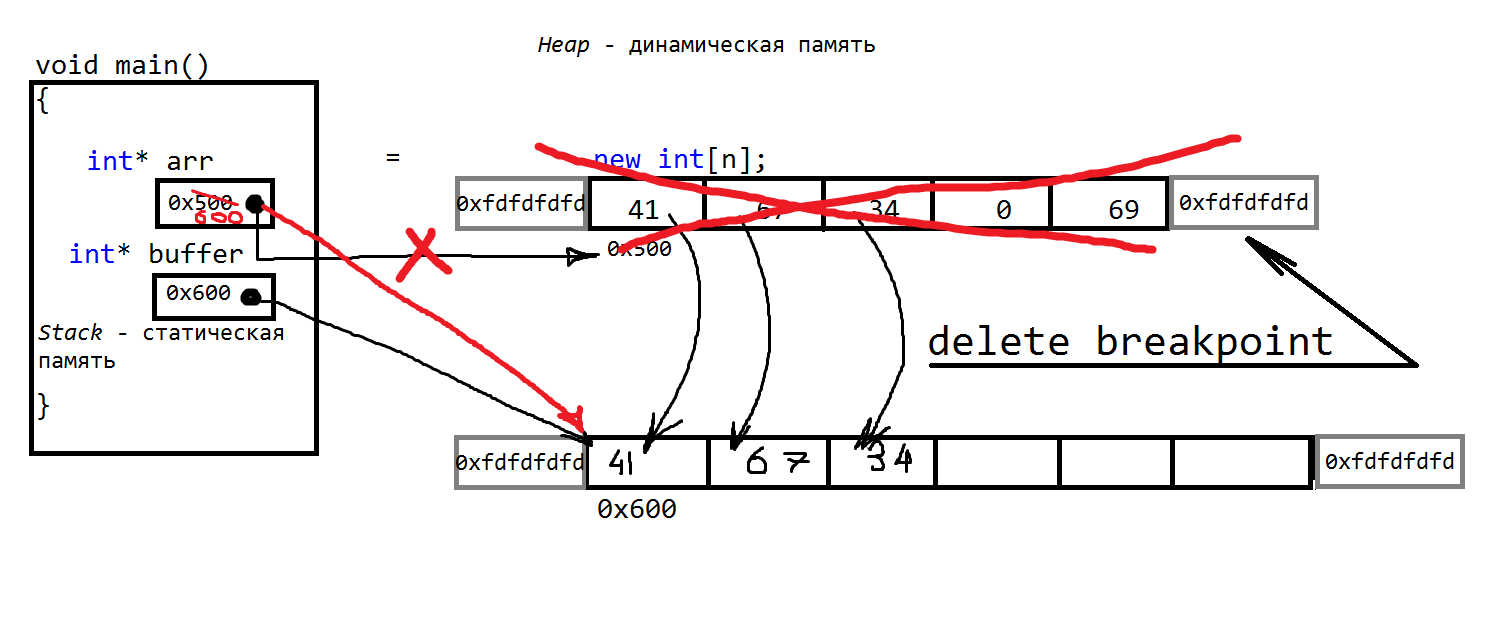 Heap - динамическая память
void main()
{
int* arr = new int[n];
0x500
600
0xfdfdfdfd 41 67 34 0 69 0xfdfdfdfd
0x500
int* buffer
0x600
Stack - статическая
память
}
delete breakpoint
0xfdfdfdfd 41 67 34 0xfdfdfdfd
0x600